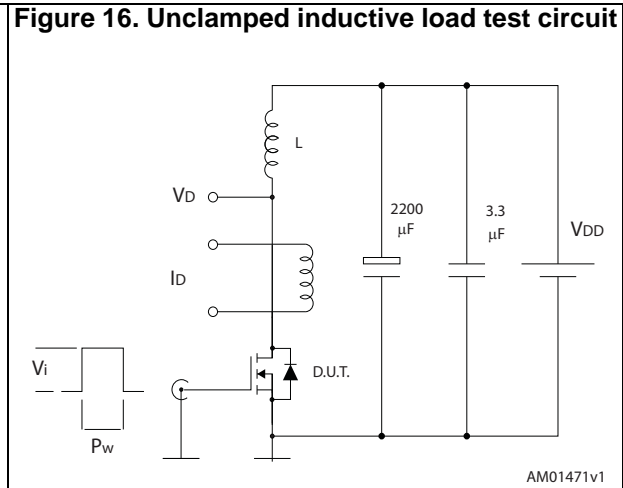 Figure 16. Unclamped inductive load test circuit
L
VD
2200
µF
3.3
µF
VDD
ID
Vi
D.U.T.
Pw
AM01471v1